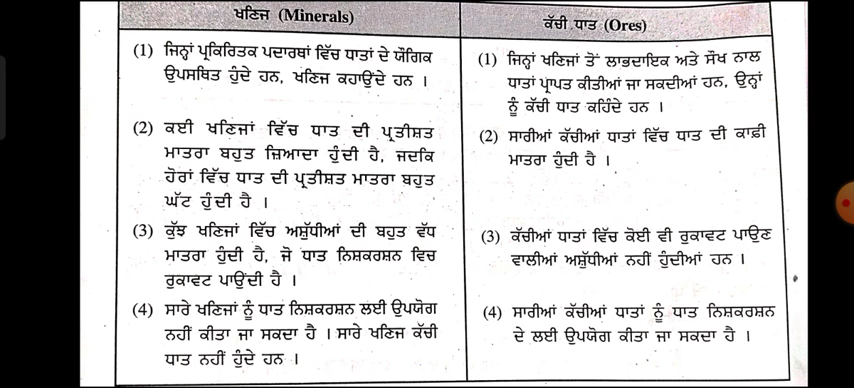 ਖਣਿਜ (Minerals)
(1) ਜਿਨ੍ਹਾਂ ਪ੍ਰਕਿਰਿਤਕ ਪਦਾਰਥਾਂ ਵਿੱਚ ਧਾਤਾਂ ਦੇ ਯੌਗਿਕ
ਉਪਸਥਿਤ ਹੁੰਦੇ ਹਨ, ਖਣਿਜ ਕਹਾਉਂਦੇ ਹਨ ।
(2) ਕਈ ਖਣਿਜਾਂ ਵਿੱਚ ਧਾਤ ਦੀ ਪ੍ਰਤੀਸ਼ਤ
ਮਾਤਰਾ ਬਹੁਤ ਜ਼ਿਆਦਾ ਹੁੰਦੀ ਹੈ, ਜਦਕਿ
ਹੋਰਾਂ ਵਿੱਚ ਧਾਤ ਦੀ ਪ੍ਰਤੀਸ਼ਤ ਮਾਤਰਾ ਬਹੁਤ
ਘੱਟ ਹੁੰਦੀ ਹੈ ।
(3) ਕੁੱਝ ਖਣਿਜਾਂ ਵਿੱਚ ਅਸ਼ੁੱਧੀਆਂ ਦੀ ਬਹੁਤ ਵੱਧ
ਮਾਤਰਾ ਹੁੰਦੀ ਹੈ, ਜੋ ਧਾਤ ਨਿਸ਼ਕਰਸ਼ਨ ਵਿਚ
ਰੁਕਾਵਟ ਪਾਉਂਦੀ ਹੈ ।
(4) ਸਾਰੇ ਖਣਿਜਾਂ ਨੂੰ ਧਾਤ ਨਿਸ਼ਕਰਸ਼ਨ ਲਈ ਉਪਯੋਗ
ਨਹੀਂ ਕੀਤਾ ਜਾ ਸਕਦਾ ਹੈ । ਸਾਰੇ ਖਣਿਜ ਕੱਚੀ
ਧਾਤ ਨਹੀਂ ਹੁੰਦੇ ਹਨ ।
ਕੱਚੀ ਧਾਤ (Ores)
(1) ਜਿਨ੍ਹਾਂ ਖਣਿਜਾਂ ਤੋਂ ਲਾਭਦਾਇਕ ਅਤੇ ਸੌਖ ਨਾਲ
ਧਾਤਾਂ ਪ੍ਰਾਪਤ ਕੀਤੀਆਂ ਜਾ ਸਕਦੀਆਂ ਹਨ, ਉਨ੍ਹਾਂ
ਨੂੰ ਕੱਚੀ ਧਾਤ ਕਹਿੰਦੇ ਹਨ ।
(2) ਸਾਰੀਆਂ ਕੱਚੀਆਂ ਧਾਤਾਂ ਵਿੱਚ ਧਾਤ ਦੀ ਕਾਫ਼ੀ
ਮਾਤਰਾ ਹੁੰਦੀ ਹੈ ।
(3) ਕੱਚੀਆਂ ਧਾਤਾਂ ਵਿੱਚ ਕੋਈ ਵੀ ਰੁਕਾਵਟ ਪਾਉਣ
ਵਾਲੀਆਂ ਅਸ਼ੁੱਧੀਆਂ ਨਹੀਂ ਹੁੰਦੀਆਂ ਹਨ ।
(4) ਸਾਰੀਆਂ ਕੱਚੀਆਂ ਧਾਤਾਂ ਨੂੰ ਧਾਤ ਨਿਸ਼ਕਰਸ਼ਨ
ਦੇ ਲਈ ਉਪਯੋਗ ਕੀਤਾ ਜਾ ਸਕਦਾ ਹੈ ।